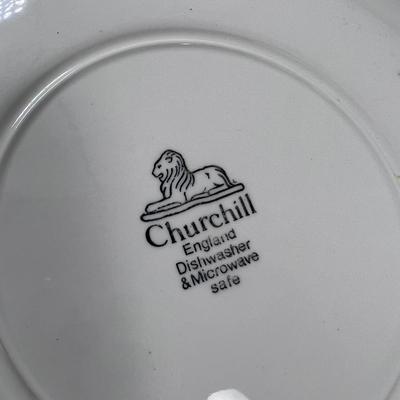 Churchill
England
Dishwasher
& Microwave
safe